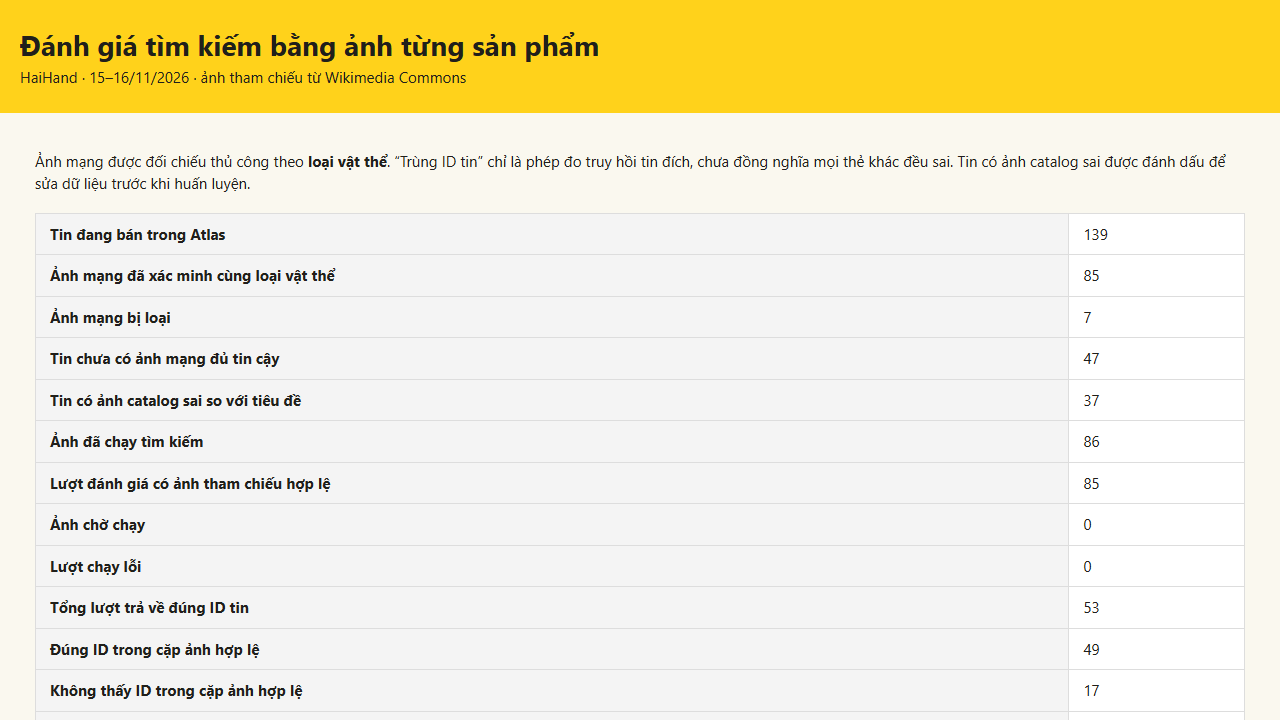 Đánh giá tìm kiếm bằng ảnh từng sản phẩm
HaiHand · 15–16/11/2026 · ảnh tham chiếu từ Wikimedia Commons
Ảnh mạng được đối chiếu thủ công theo loại vật thể. “Trùng ID tin” chỉ là phép đo truy hồi tin đích, chưa đồng nghĩa mọi thẻ khác đều sai. Tin có ảnh catalog sai được đánh dấu để
sửa dữ liệu trước khi huấn luyện.
Tin đang bán trong Atlas 139
Ảnh mạng đã xác minh cùng loại vật thể 85
Ảnh mạng bị loại 7
Tin chưa có ảnh mạng đủ tin cậy 47
Tin có ảnh catalog sai so với tiêu đề 37
Ảnh đã chạy tìm kiếm 86
Lượt đánh giá có ảnh tham chiếu hợp lệ 85
Ảnh chờ chạy 0
Lượt chạy lỗi 0
Tổng lượt trả về đúng ID tin 53
Đúng ID trong cặp ảnh hợp lệ 49
Không thấy ID trong cặp ảnh hợp lệ 17